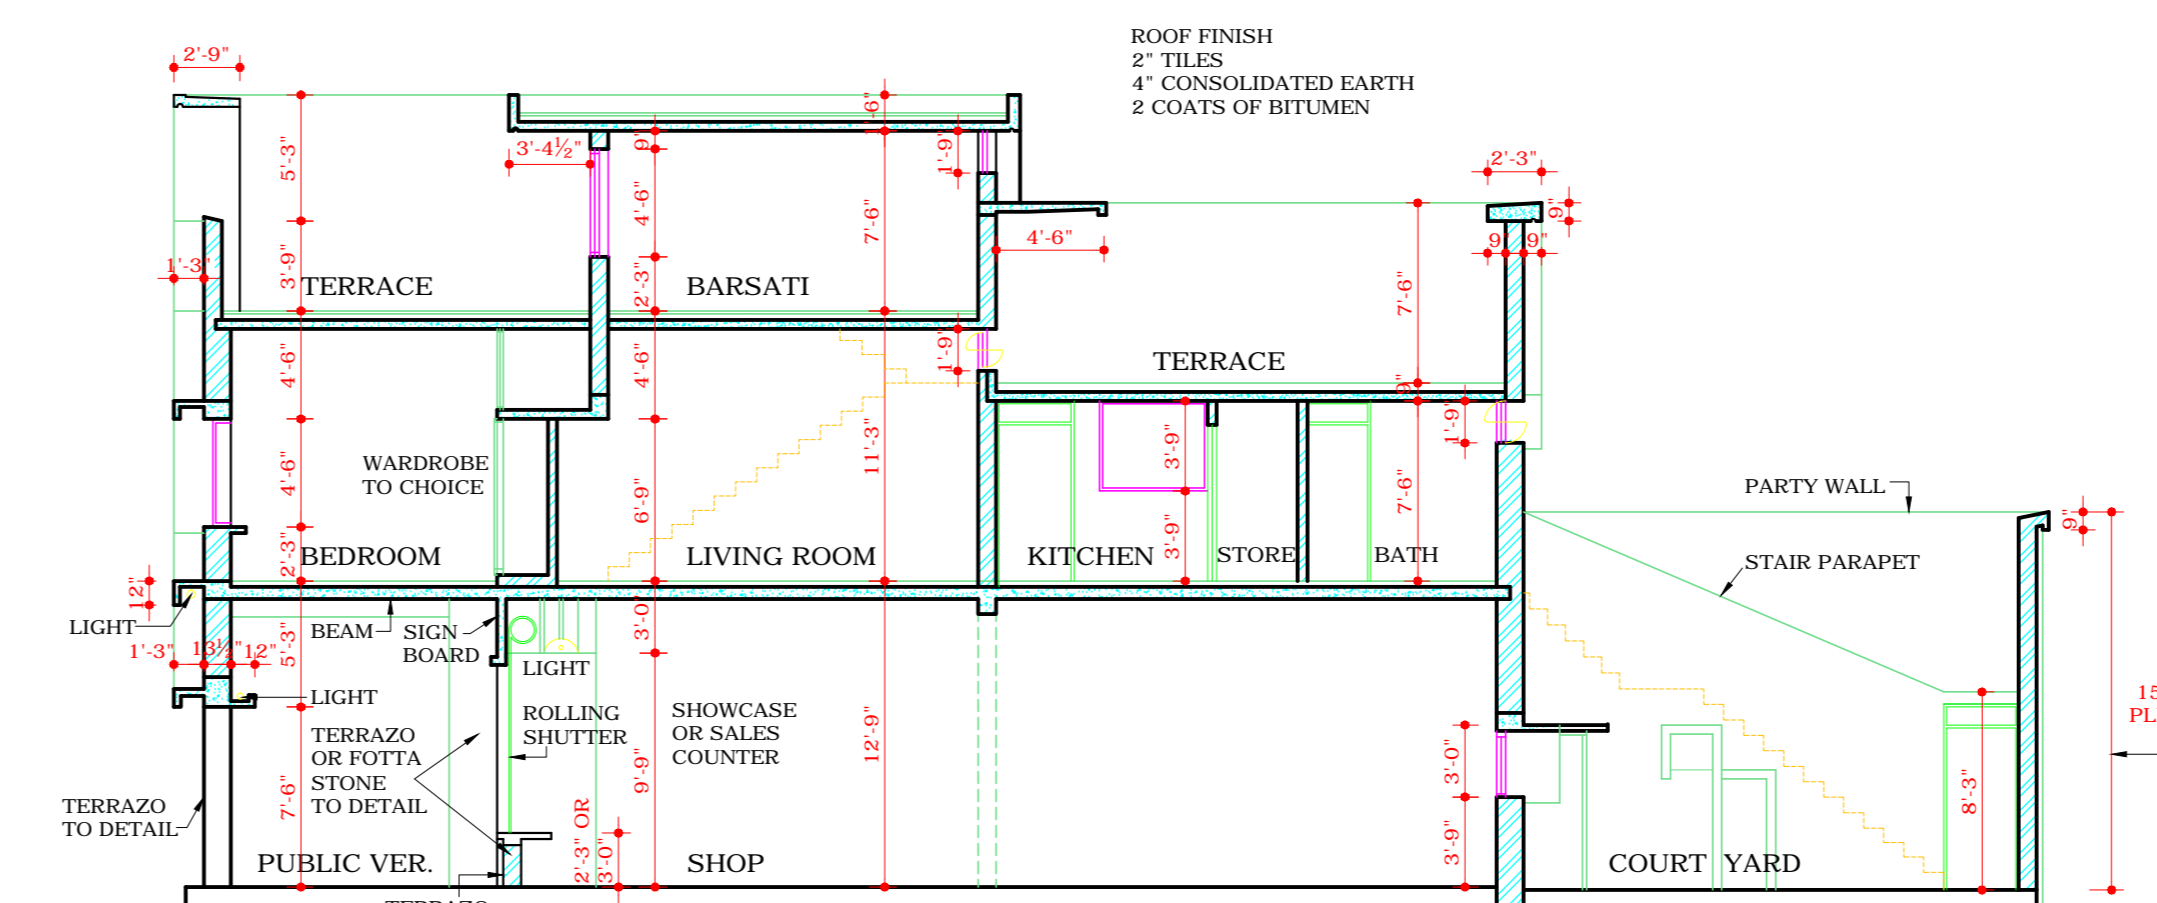 ROOF FINISH
2" TILES
4" CONSOLIDATED EARTH
2 COATS OF BITUMEN
2'-9"
5'-3"
3'-9"
1'-3"
TERRACE
3'-4½"
9"
4'-6"
2'-3"
BARSATI
7'-6"
1'-9"
4'-6"
2'-3"
9"
9"
7'-6"
TERRACE
9"
4'-6"
4'-6"
2'-3"
WARDROBE
TO CHOICE
BEDROOM
4'-6"
6'-9"
11'-3"
LIVING ROOM
1'-9"
KITCHEN
3'-9"
3'-9"
STORE
BATH
7'-6"
1'-9"
PARTY WALL
STAIR PARAPET
9"
12"
LIGHT
BEAM
SIGN
BOARD
1'-3"
13½"
12"
5'-3"
LIGHT
LIGHT
3'-0"
ROLLING
SHUTTER
SHOWCASE
OR SALES
COUNTER
TERRAZO
OR FOTTA
STONE
TO DETAIL
TERRAZO
TO DETAIL
7'-6"
9'-9"
12'-9"
2'-3" OR
3'-0"
PUBLIC VER.
SHOP
3'-0"
3'-9"
COURT YARD
8'-3"